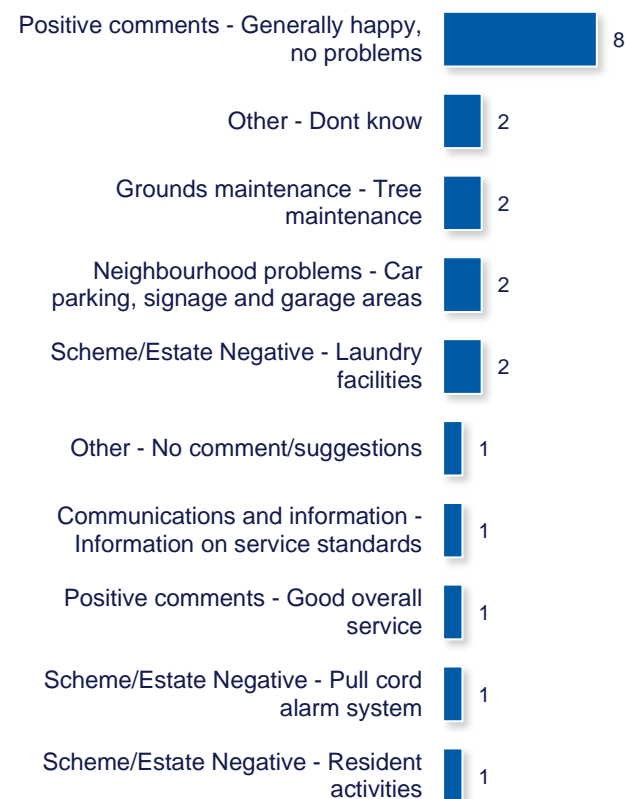 Positive comments - Generally happy,
no problems
8
Other - Dont know
2
Grounds maintenance - Tree
maintenance
2
Neighbourhood problems - Car
parking, signage and garage areas
2
Scheme/Estate Negative - Laundry
facilities
2
Other - No comment/suggestions
1
Communications and information -
Information on service standards
1
Positive comments - Good overall
service
1
Scheme/Estate Negative - Pull cord
alarm system
1
Scheme/Estate Negative - Resident
activities
1